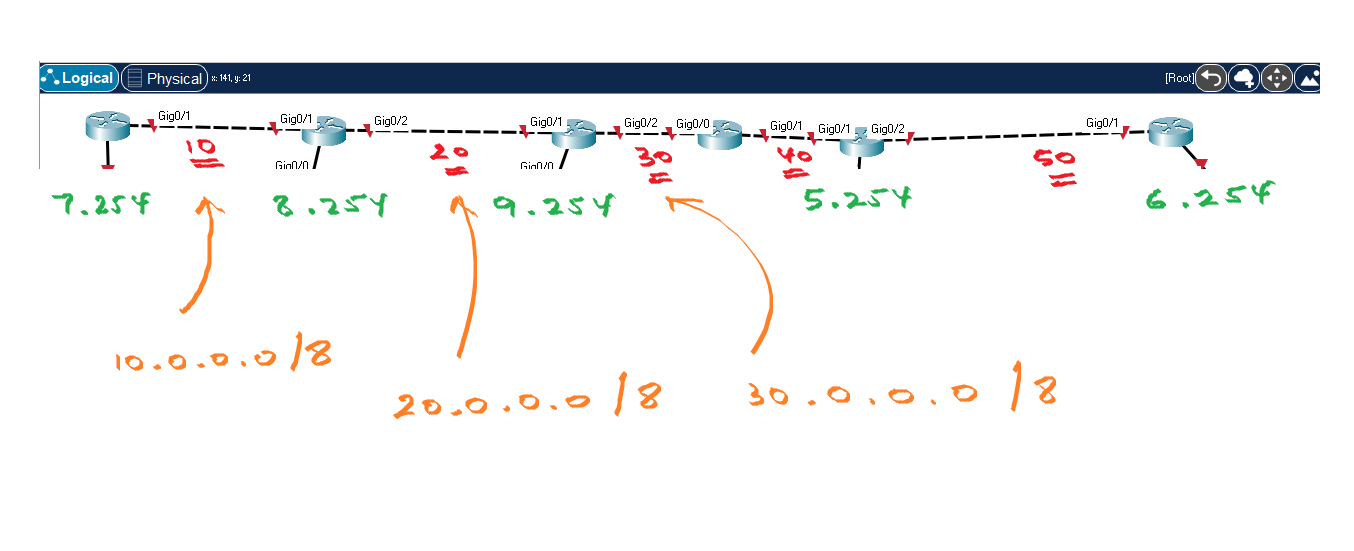 Logical Physical x: 141, y: 21 [Root]
Gig0/1 Gig0/1 Gig0/2 Gig0/1 Gig0/2 Gig0/0 Gig0/1 Gig0/1 Gig0/2 Gig0/1
10 20 30 40 50
Gig0/0 Gig0/0
7.254 8.254 9.254 5.254 6.254
10.0.0.0/8
20.0.0.0/8 30.0.0.0/8